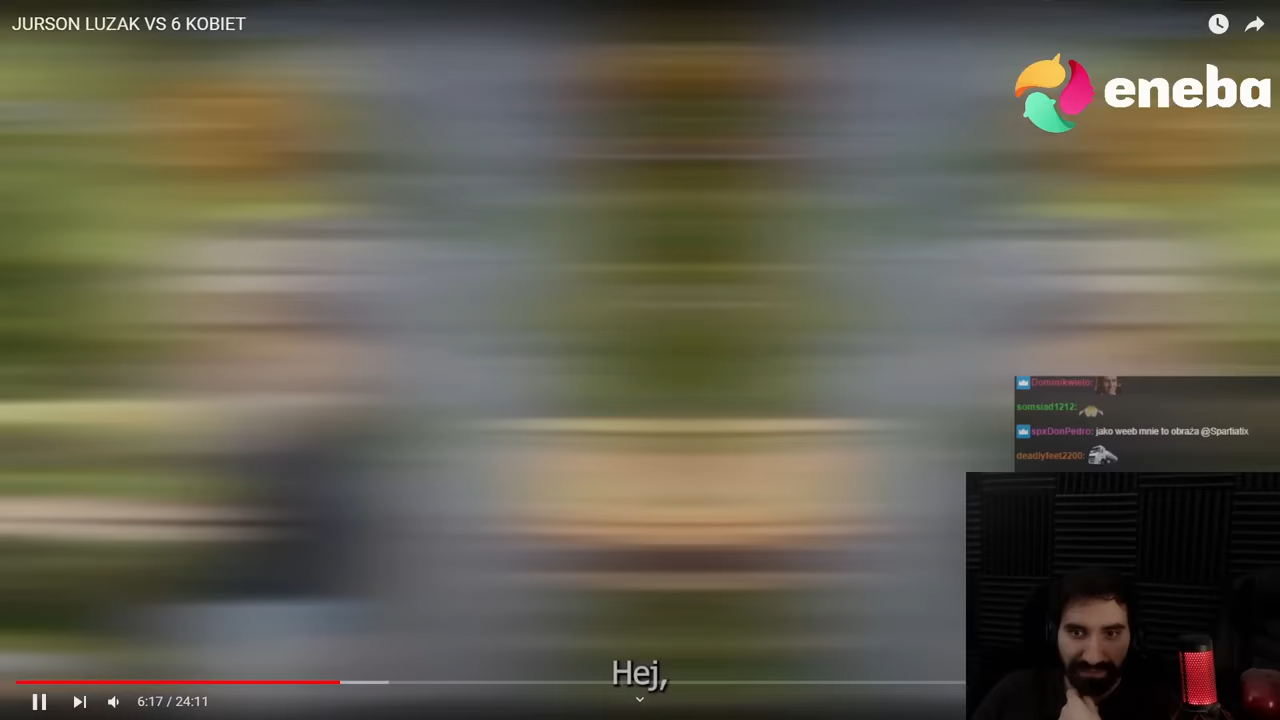 JURSON LUZAK VS 6 KOBIET
eneba
Dominikwielo:
somsiad1212:
spxDonPedro: jako weeb mnie to obraża @Spartiatix
deadlyfeet2200:
Hej,
6:17 / 24:11